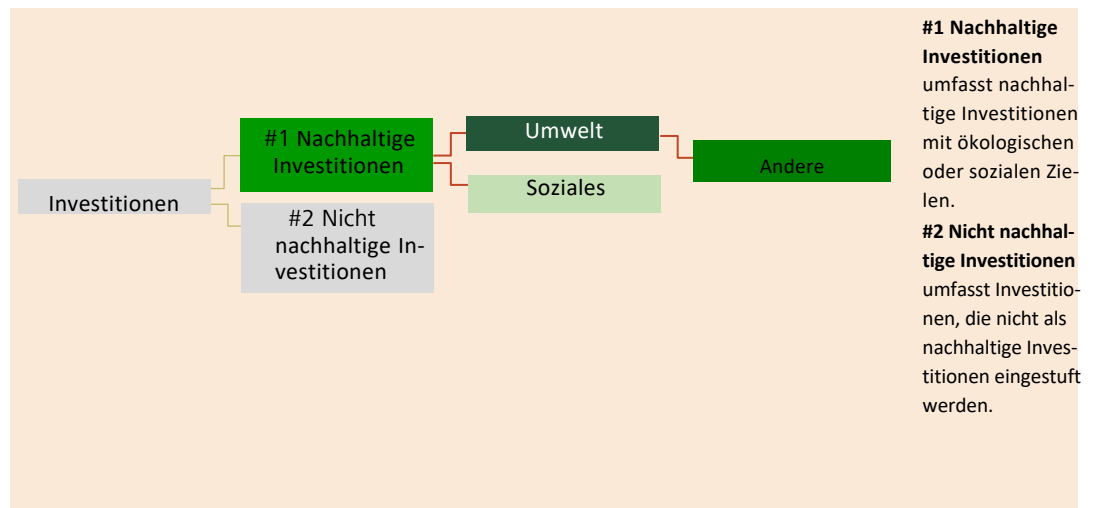 Investitionen
#1 Nachhaltige
Investitionen
#2 Nicht
nachhaltige In-
vestitionen
Umwelt
Soziales
Andere
#1 Nachhaltige
Investitionen
umfasst nachhal-
tige Investitionen
mit ökologischen
oder sozialen Zie-
len.
#2 Nicht nachhal-
tige Investitionen
umfasst Investitio-
nen, die nicht als
nachhaltige Inves-
titionen eingestuft
werden.